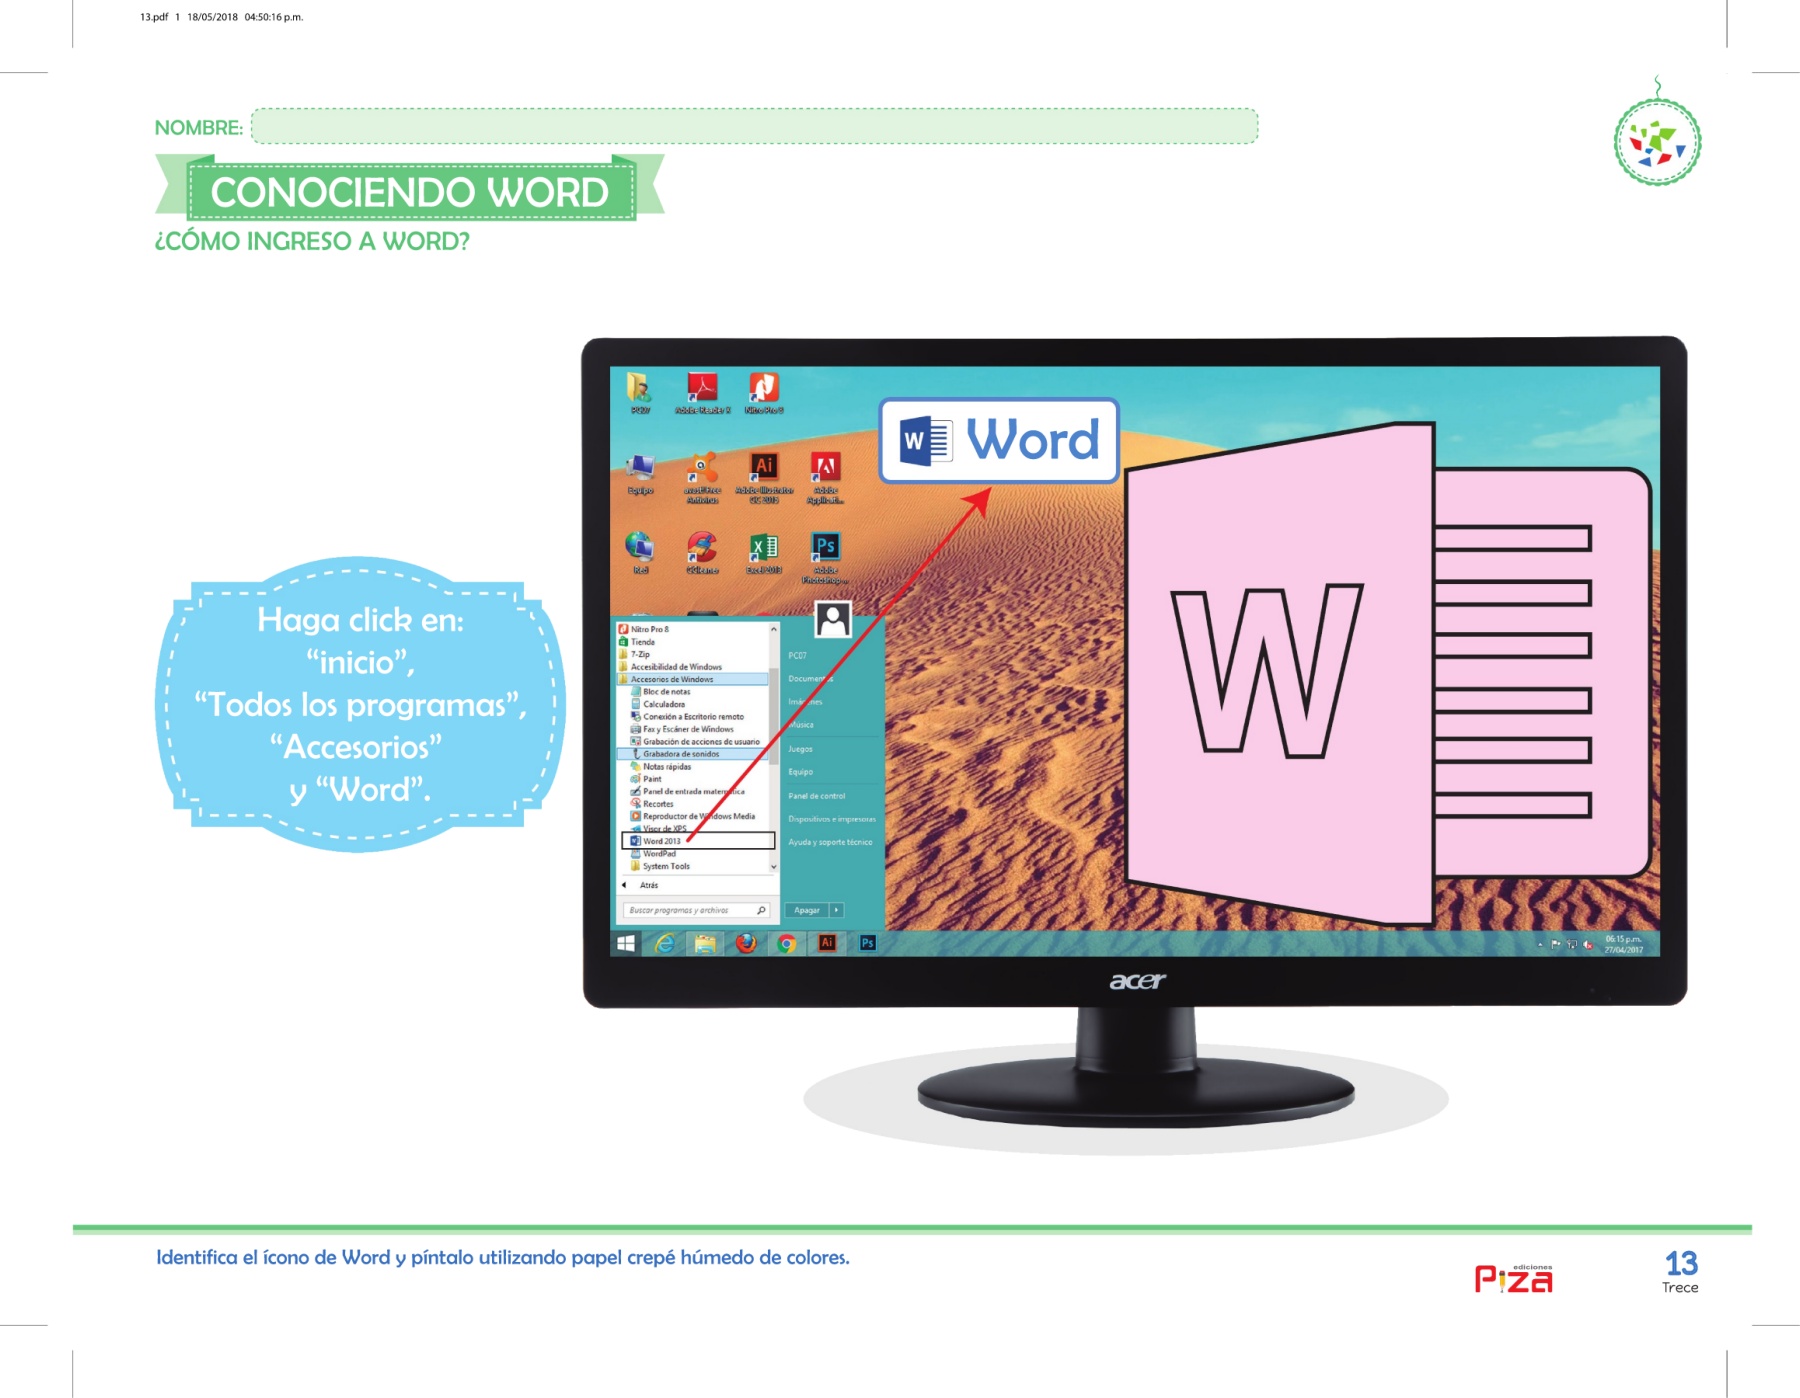 13.pdf 1 18/05/2018 04:50:16 p.m.
NOMBRE:
CONOCIENDO WORD
¿CÓMO INGRESO A WORD?
Haga click en:
“inicio”,
“Todos los programas”,
“Accesorios”
y “Word”.
PC07
Adobe Reader X
Nitro Pro 8
W Word
Equipo
avast! Free
Antivirus
Ai
Adobe Illustrator
CC 2015
Adobe
Applicati...
Red
CCleaner
X
Excel 2013
Ps
Adobe
Photoshop ...
W
Nitro Pro 8
Tienda
7-Zip
Accesibilidad de Windows
Accesorios de Windows
Bloc de notas
Calculadora
Conexión a Escritorio remoto
Fax y Escáner de Windows
Grabación de acciones de usuario
Grabadora de sonidos
Notas rápidas
Paint
Panel de entrada matemática
Recortes
Reproductor de Windows Media
Visor de XPS
Word 2013
WordPad
System Tools
Atrás
Buscar programas y archivos
PC07
Documentos
Imágenes
Música
Juegos
Equipo
Panel de control
Dispositivos e impresoras
Ayuda y soporte técnico
Apagar
Ai
Ps
06:15 p.m.
27/04/2017
acer
Identifica el ícono de Word y píntalo utilizando papel crepé húmedo de colores.
ediciones
Piza
13
Trece